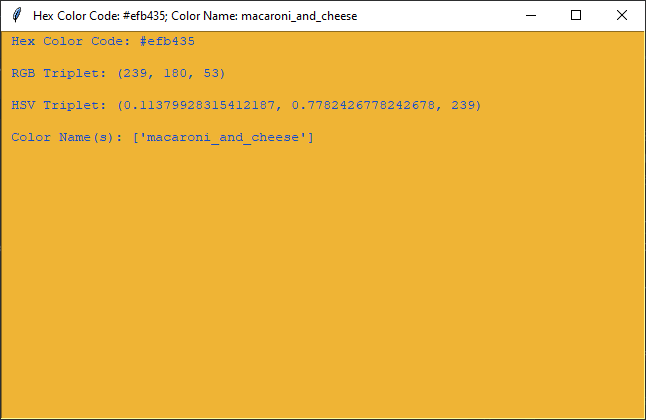 Hex Color Code: #efb435; Color Name: macaroni_and_cheese
Hex Color Code: #efb435
RGB Triplet: (239, 180, 53)
HSV Triplet: (0.11379928315412187, 0.7782426778242678, 239)
Color Name(s): ['macaroni_and_cheese']